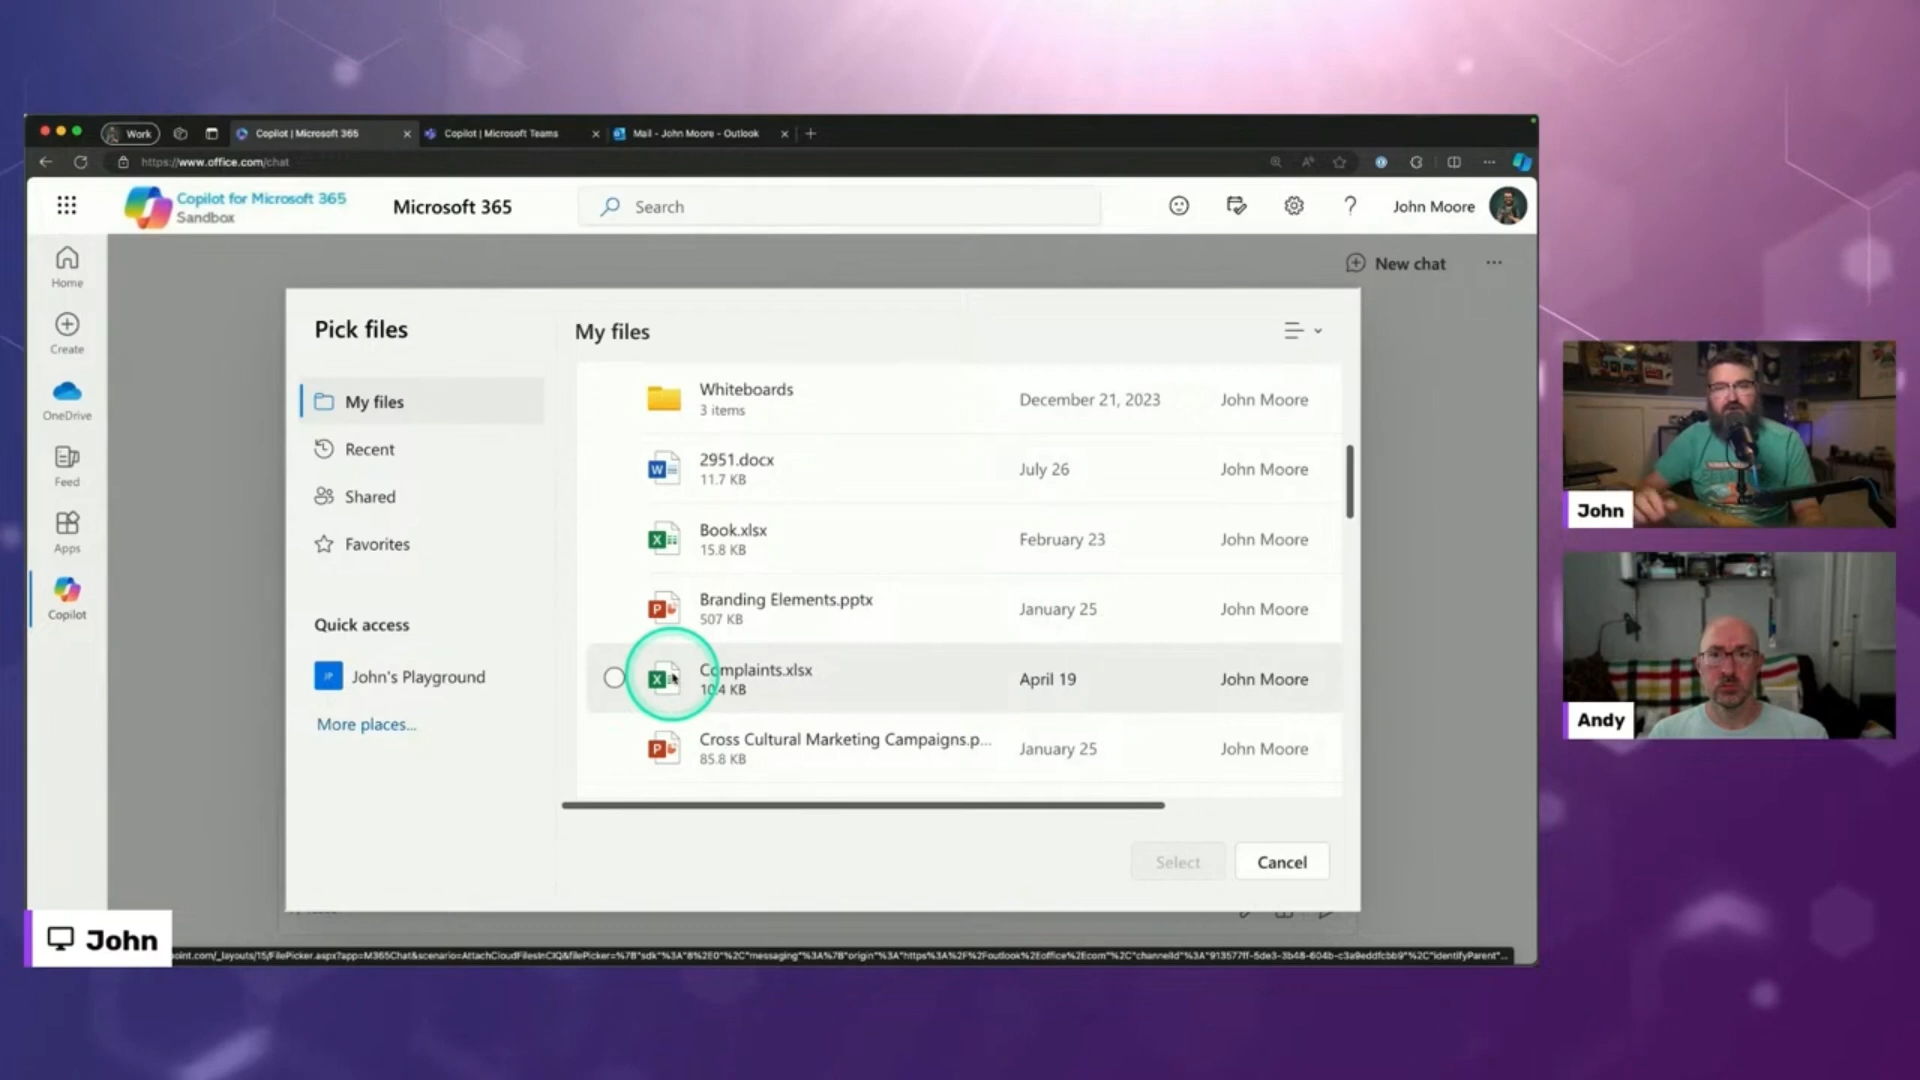 Work
Copilot | Microsoft 365
Copilot | Microsoft Teams
Mail - John Moore - Outlook
https://www.office.com/chat
Copilot for Microsoft 365
Sandbox
Microsoft 365
Search
John Moore
Home
Create
OneDrive
Feed
Apps
Copilot
New chat
Pick files
My files
Recent
Shared
Favorites
Quick access
JP John's Playground
More places...
My files
Whiteboards December 21, 2023 John Moore
3 items
2951.docx July 26 John Moore
11.7 KB
Book.xlsx February 23 John Moore
15.8 KB
Branding Elements.pptx January 25 John Moore
507 KB
Complaints.xlsx April 19 John Moore
10.4 KB
Cross Cultural Marketing Campaigns.p... January 25 John Moore
85.8 KB
Select
Cancel
John
Andy
John